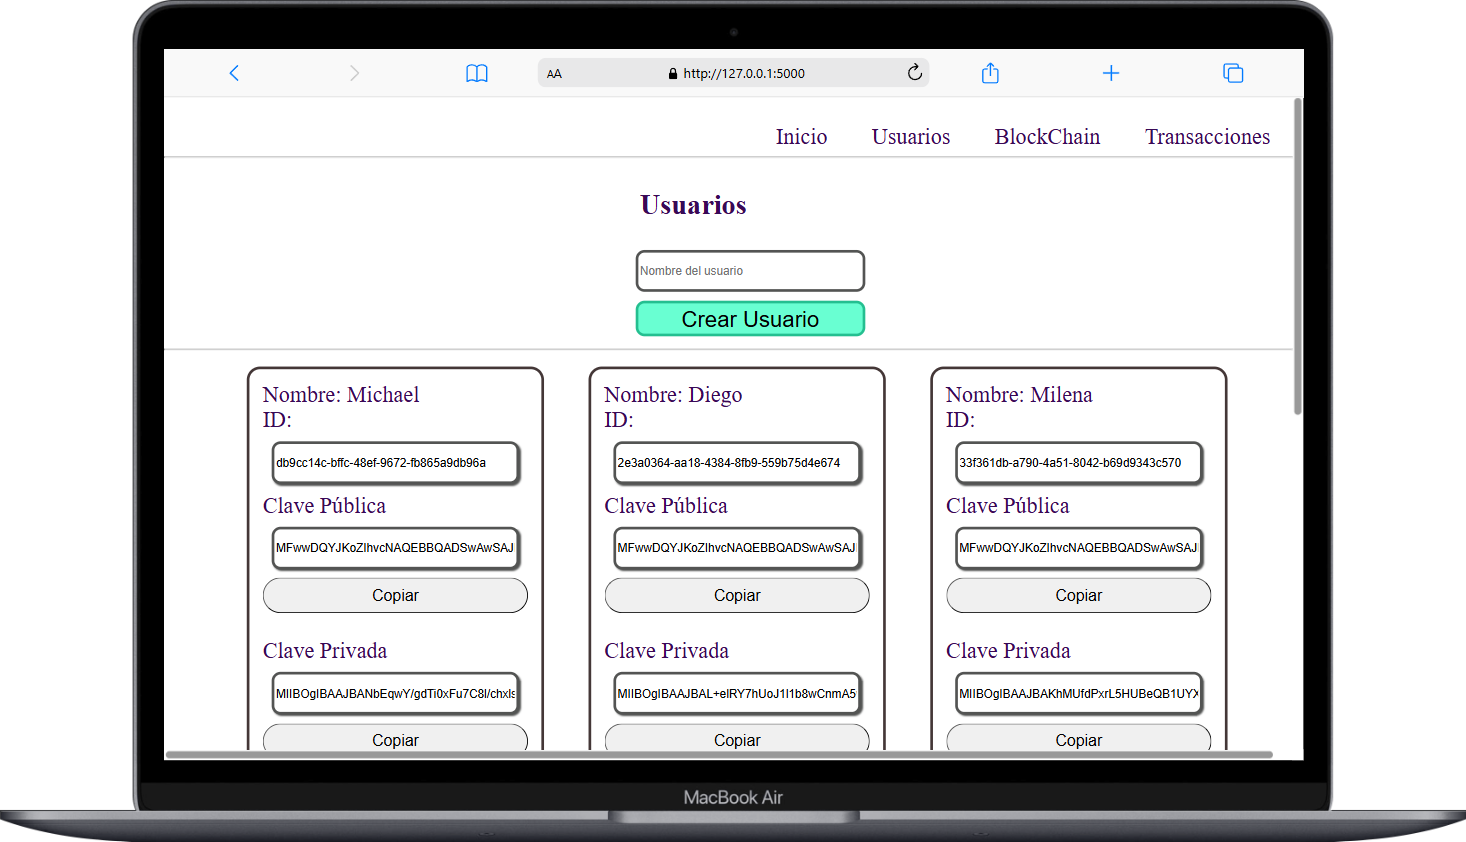 AA http://127.0.0.1:5000
Inicio Usuarios BlockChain Transacciones
Usuarios
Nombre del usuario
Crear Usuario
Nombre: Michael
ID:
db9cc14c-bffc-48ef-9672-fb865a9db96a
Clave Pública
MFwwDQYJKoZIhvcNAQEBBQADSwAwSAJ
Copiar
Clave Privada
MIIBOgIBAAJBANbEqwY/gdTi0xFu7C8l/chxls
Copiar
Nombre: Diego
ID:
2e3a0364-aa18-4384-8fb9-559b75d4e674
Clave Pública
MFwwDQYJKoZIhvcNAQEBBQADSwAwSAJ
Copiar
Clave Privada
MIIBOgIBAAJBAL+eIRY7hUoJ1I1b8wCnmA5
Copiar
Nombre: Milena
ID:
33f361db-a790-4a51-8042-b69d9343c570
Clave Pública
MFwwDQYJKoZIhvcNAQEBBQADSwAwSAJ
Copiar
Clave Privada
MIIBOgIBAAJBAKhMUfdPxrL5HUBeQB1UYX
Copiar
MacBook Air